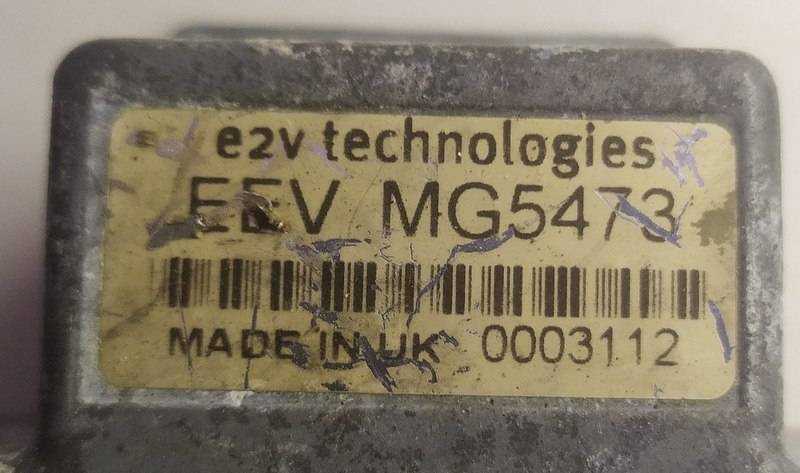 e2v technologies
EEV MG5473
MADE IN UK 0003112